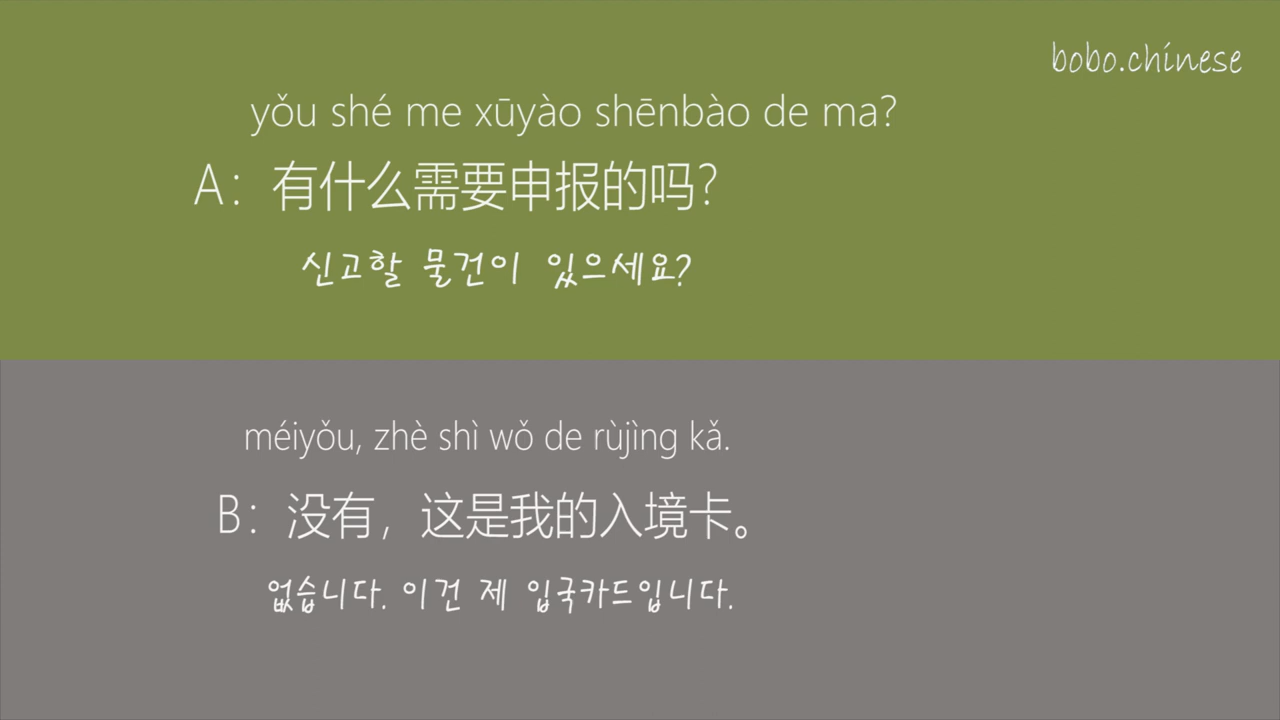 bobo.chinese
yǒu shé me xūyào shēnbào de ma?
A：有什么需要申报的吗?
신고할 물건이 있으세요?
méiyǒu, zhè shì wǒ de rùjìng kǎ.
B：没有，这是我的入境卡。
없습니다. 이건 제 입국카드입니다.